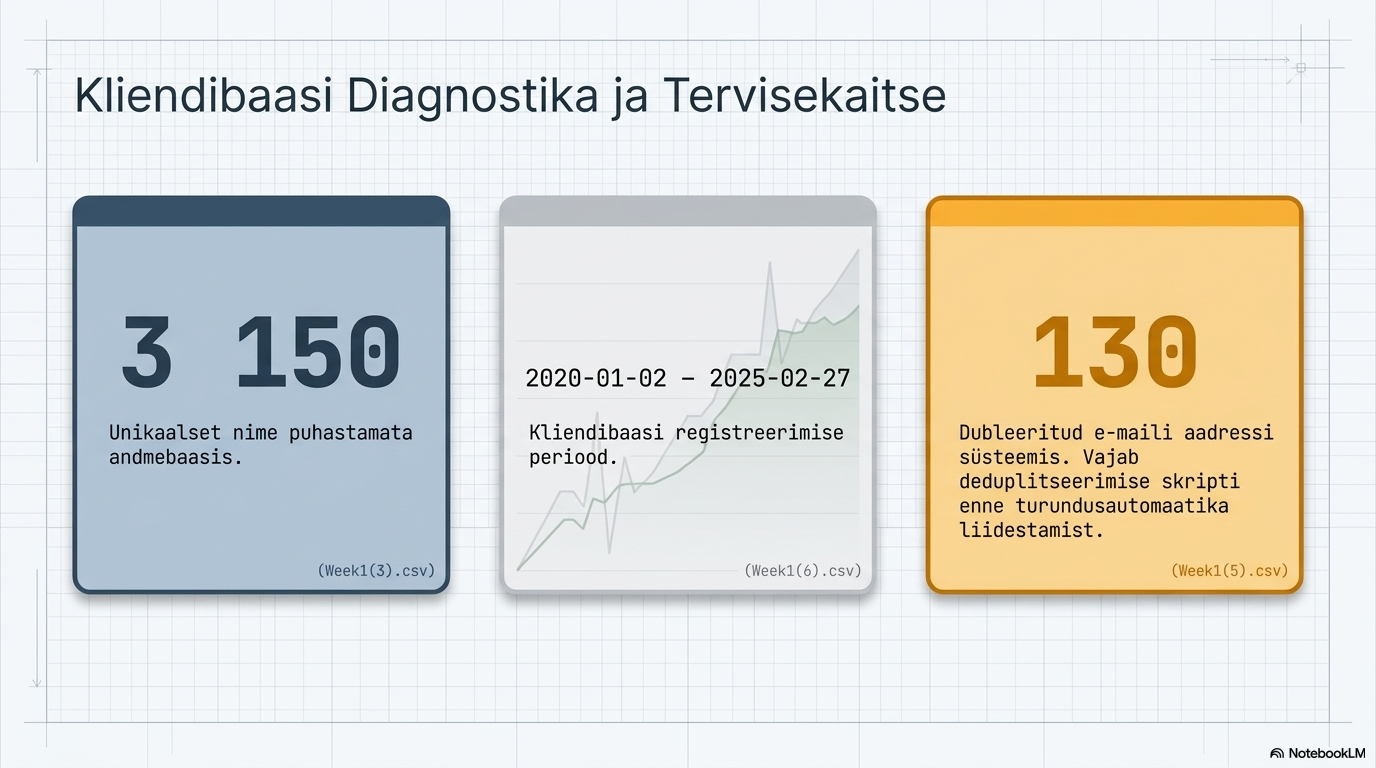 Kliendibaasi Diagnostika ja Tervisekaitse
3 150
Unikaalset nime puhastamata
andmebaasis.
(Week1(3).csv)
2020-01-02 – 2025-02-27
Kliendibaasi registreerimise
periood.
(Week1(6).csv)
130
Dubleeritud e-maili aadressi
süsteemis. Vajab
deduplitseerimise skripti
enne turundusautomaatika
liidestamist.
(Week1(5).csv)
NotebookLM